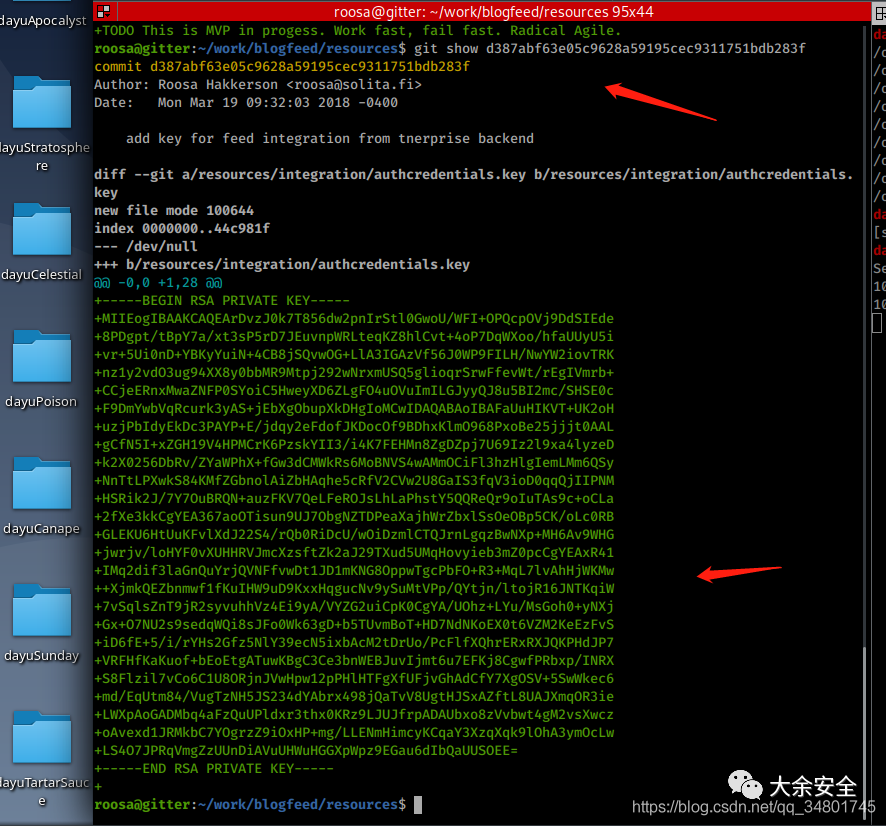 dayuApocalyst
dayuStratosphe
re
dayuCelestial
dayuPoison
dayuCanape
dayuSunday
dayuTartarSauc
e
roosa@gitter: ~/work/blogfeed/resources 95x44
+TODO This is MVP in progess. Work fast, fail fast. Radical Agile.
roosa@gitter:~/work/blogfeed/resources$ git show d387abf63e05c9628a59195cec9311751bdb283f
commit d387abf63e05c9628a59195cec9311751bdb283f
Author: Roosa Hakkerson <roosa@solita.fi>
Date:   Mon Mar 19 09:32:03 2018 -0400
add key for feed integration from tnerprise backend
diff --git a/resources/integration/authcredentials.key b/resources/integration/authcredentials.
key
new file mode 100644
index 0000000..44c981f
--- /dev/null
+++ b/resources/integration/authcredentials.key
@@ -0,0 +1,28 @@
+-----BEGIN RSA PRIVATE KEY-----
+MIIEogIBAAKCAQEArDvzJ0k7T856dw2pnIrStl0GwoU/WFI+OPQcpOVj9DdSIEde
+8PDgpt/tBpY7a/xt3sP5rD7JEuvnpWRLteqKZ8hlCvt+4oP7DqWXoo/hfaUUyU5i
+vr+5Ui0nD+YBKyYuiN+4CB8jSQvwOG+LlA3IGAzVf56J0WP9FILH/NwYW2iovTRK
+nz1y2vdO3ug94XX8y0bbMR9Mtpj292wNrxmUSQ5glioqrSrwFfevWt/rEgIVmrb+
+CCjeERnxMwaZNFP0SYoiC5HweyXD6ZLgFO4uOVuImILGJyyQJ8u5BI2mc/SHSE0c
+F9DmYwbVqRcurk3yAS+jEbXgObupXkDHgIoMCwIDAQABAoIBAFaUuHIKVT+UK2oH
+uzjPbIdyEkDc3PAYP+E/jdqy2eFdofJKDocOf9BDhxKlmO968PxoBe25jjjt0AAL
+gCfN5I+xZGH19V4HPMCrK6PzskYII3/i4K7FEHMn8ZgDZpj7U69Iz2l9xa4lyzeD
+k2X0256DbRv/ZYaWPhX+fGw3dCMWkRs6MoBNVS4wAMmOCiFl3hzHlgIemLMm6QSy
+NnTtLPXwkS84KMfZGbnolAiZbHAqhe5cRfV2CVw2U8GaIS3fqV3ioD0qqQjIIPNM
+HSRik2J/7Y7OuBRQN+auzFKV7QeLFeROJsLhLaPhstY5QQReQr9oIuTAs9c+oCLa
+2fXe3kkCgYEA367aoOTisun9UJ7ObgNZTDPeaXajhWrZbxlSsOeOBp5CK/oLc0RB
+GLEKU6HtUuKFvlXdJ22S4/rQb0RiDcU/wOiDzmlCTQJrnLgqzBwNXp+MH6Av9WHG
+jwrjv/loHYF0vXUHHRVJmcXzsftZk2aJ29TXud5UMqHovyieb3mZ0pcCgYEAxR41
+IMq2dif3laGnQuYrjQVNFfvwDt1JD1mKNG8OppwTgcPbFO+R3+MqL7lvAhHjWKMw
++XjmkQEZbnmwf1fKuIHW9uD9KxxHqgucNv9ySuMtVPp/QYtjn/ltojR16JNTKqiW
+7vSqlsZnT9jR2syvuhhVz4Ei9yA/VYZG2uiCpK0CgYA/UOhz+LYu/MsGoh0+yNXj
+Gx+O7NU2s9sedqWQi8sJFo0Wk63gD+b5TUvmBoT+HD7NdNKoEX0t6VZM2KeEzFvS
+iD6fE+5/i/rYHs2Gfz5NlY39ecN5ixbAcM2tDrUo/PcFlfXQhrERxRXJQKPHdJP7
+VRFHfKaKuof+bEoEtgATuwKBgC3Ce3bnWEBJuvIjmt6u7EFKj8CgwfPRbxp/INRX
+S8Flzil7vCo6C1U8ORjnJVwHpw12pPHlHTFgXfUFjvGhAdCfY7XgOSV+5SwWkec6
+md/EqUtm84/VugTzNH5JS234dYAbrx498jQaTvV8UgtHJSxAZftL8UAJXmqOR3ie
+LWXpAoGADMbq4aFzQuUPldxr3thx0KRz9LJUJfrpADAUbxo8zVvbwt4gM2vsXwcz
+oAvexd1JRMkbC7YOgrzZ9iOxHP+mg/LLENmHimcyKCqaY3XzqXqk9lOhA3ymOcLw
+LS4O7JPRqVmgZzUUnDiAVuUHWuHGGXpWpz9EGau6dIbQaUUSOEE=
+-----END RSA PRIVATE KEY-----
+
roosa@gitter:~/work/blogfeed/resources$
大余安全
https://blog.csdn.net/qq_34801745